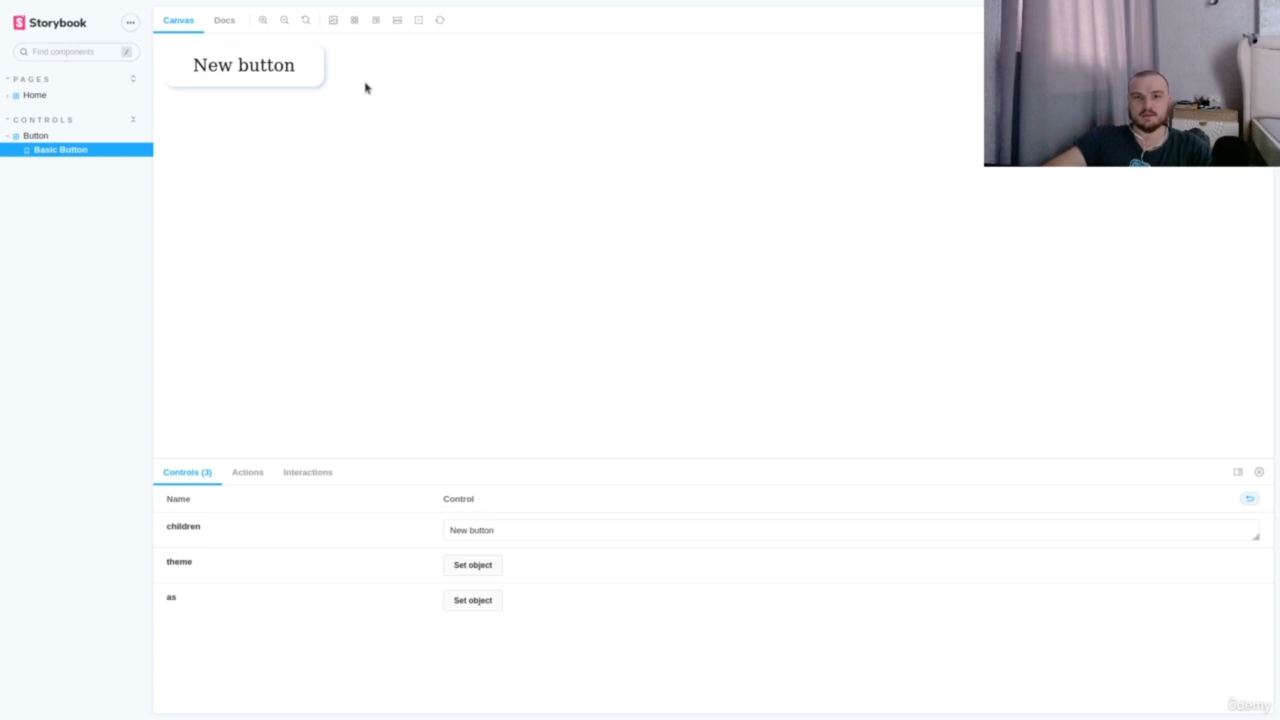 Storybook
Canvas
Docs
Find components
/
PAGES
Home
CONTROLS
Button
Basic Button
New button
Controls (3)
Actions
Interactions
Name
Control
children
New button
theme
Set object
as
Set object
ûdemy